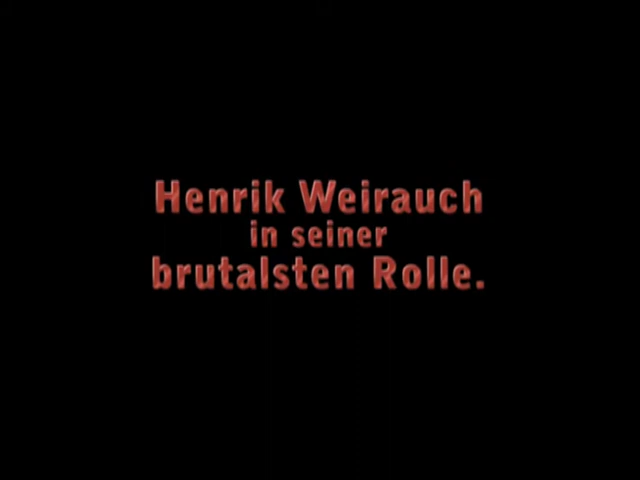 Henrik Weirauch
in seiner
brutalsten Rolle.